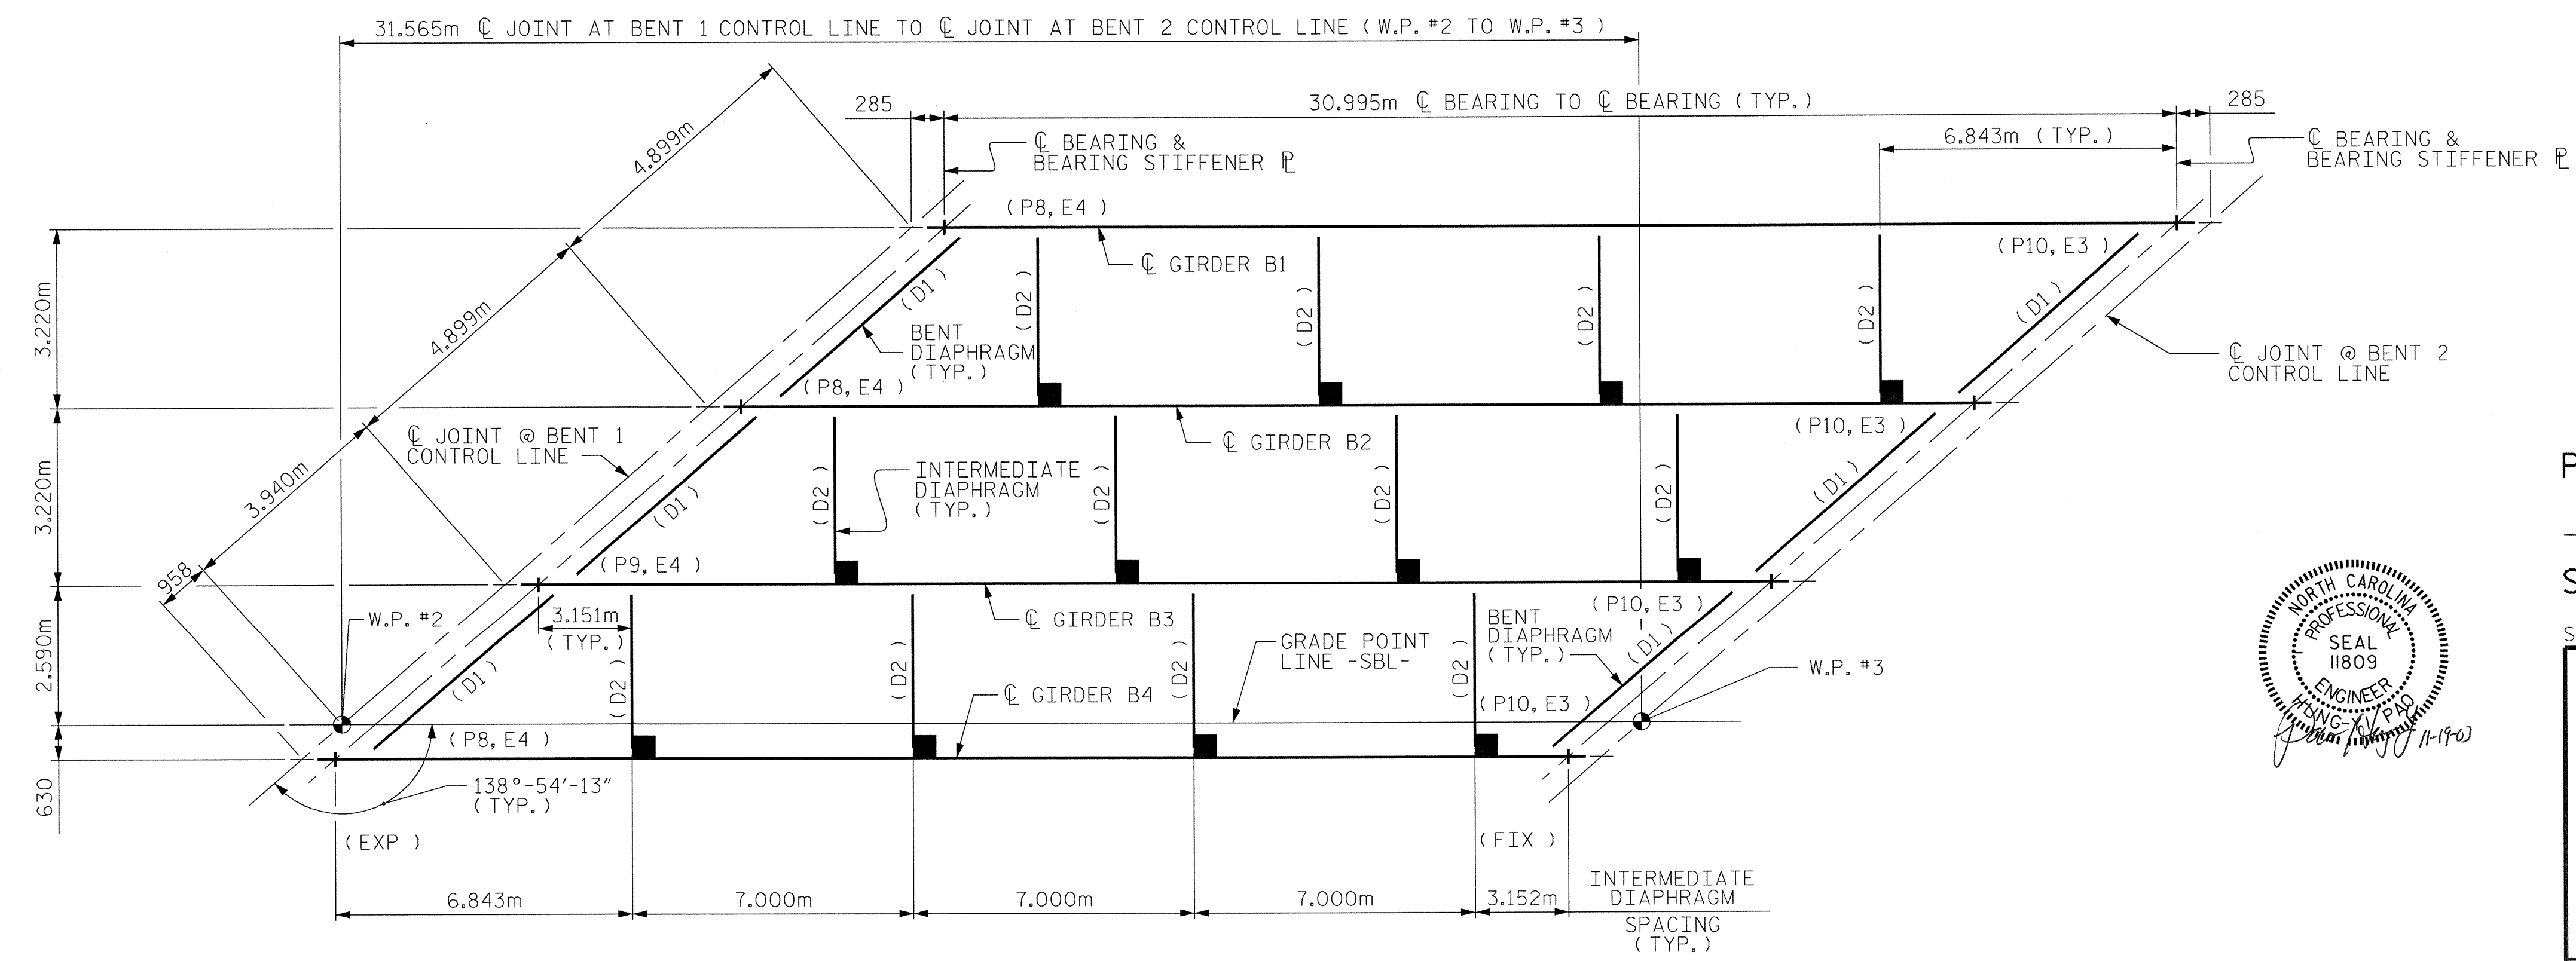 31.565m ℄ JOINT AT BENT 1 CONTROL LINE TO ℄ JOINT AT BENT 2 CONTROL LINE (W.P. #2 TO W.P. #3)
285
30.995m ℄ BEARING TO ℄ BEARING (TYP.)
285
4.899m
℄ BEARING &
BEARING STIFFENER ⅊
6.843m (TYP.)
℄ BEARING &
BEARING STIFFENER ⅊
(P8, E4)
3.220m
℄ GIRDER B1
(P10, E3)
(D1)
(D2)
(D2)
(D2)
(D2)
(D1)
4.899m
BENT
DIAPHRAGM
(TYP.)
℄ JOINT @ BENT 2
CONTROL LINE
(P8, E4)
℄ JOINT @ BENT 1
CONTROL LINE
℄ GIRDER B2
(P10, E3)
3.940m
3.220m
(D1)
(D2)
INTERMEDIATE
DIAPHRAGM
(TYP.)
(D2)
(D2)
(D2)
(D1)
P
(P9, E4)
958
S
W.P. #2
3.151m
(TYP.)
℄ GIRDER B3
(P10, E3)
BENT
DIAPHRAGM
(TYP.)
GRADE POINT
LINE -SBL-
2.590m
(D1)
(D2)
(D2)
(D2)
(D2)
(D1)
W.P. #3
℄ GIRDER B4
(P10, E3)
(P8, E4)
NORTH CAROLINA
PROFESSIONAL
SEAL
11809
ENGINEER
HUNG-YI PAO
11-19-03
S
630
138°-54'-13"
(TYP.)
(EXP)
(FIX)
6.843m
7.000m
7.000m
7.000m
3.152m
INTERMEDIATE
DIAPHRAGM
SPACING
(TYP.)